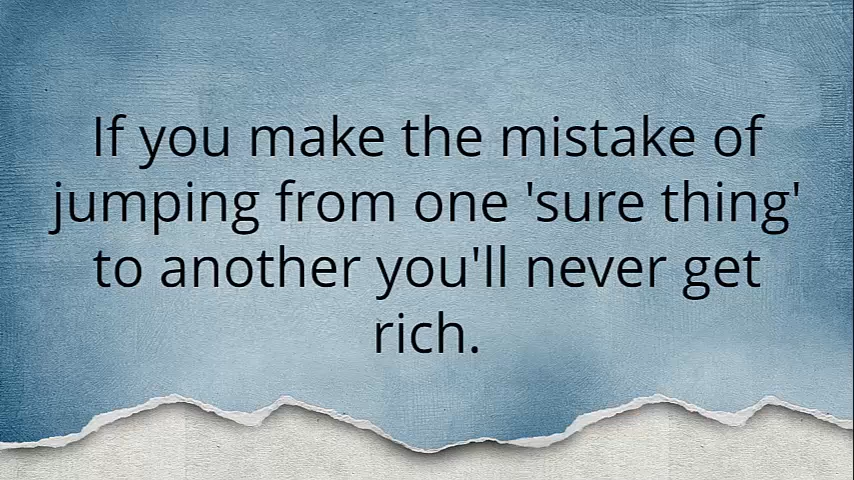 If you make the mistake of
jumping from one 'sure thing'
to another you'll never get
rich.